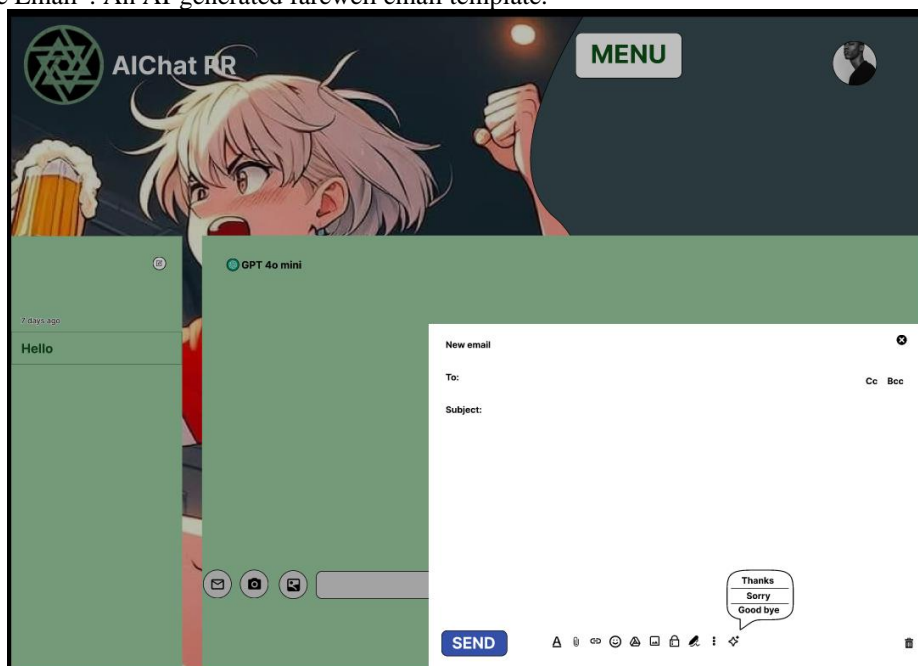 Email": An AI-generated farewell email template.
AIChat PR
MENU
GPT 4o mini
7 days ago
Hello
New email
To:
Cc Bcc
Subject:
Thanks
Sorry
Good bye
SEND